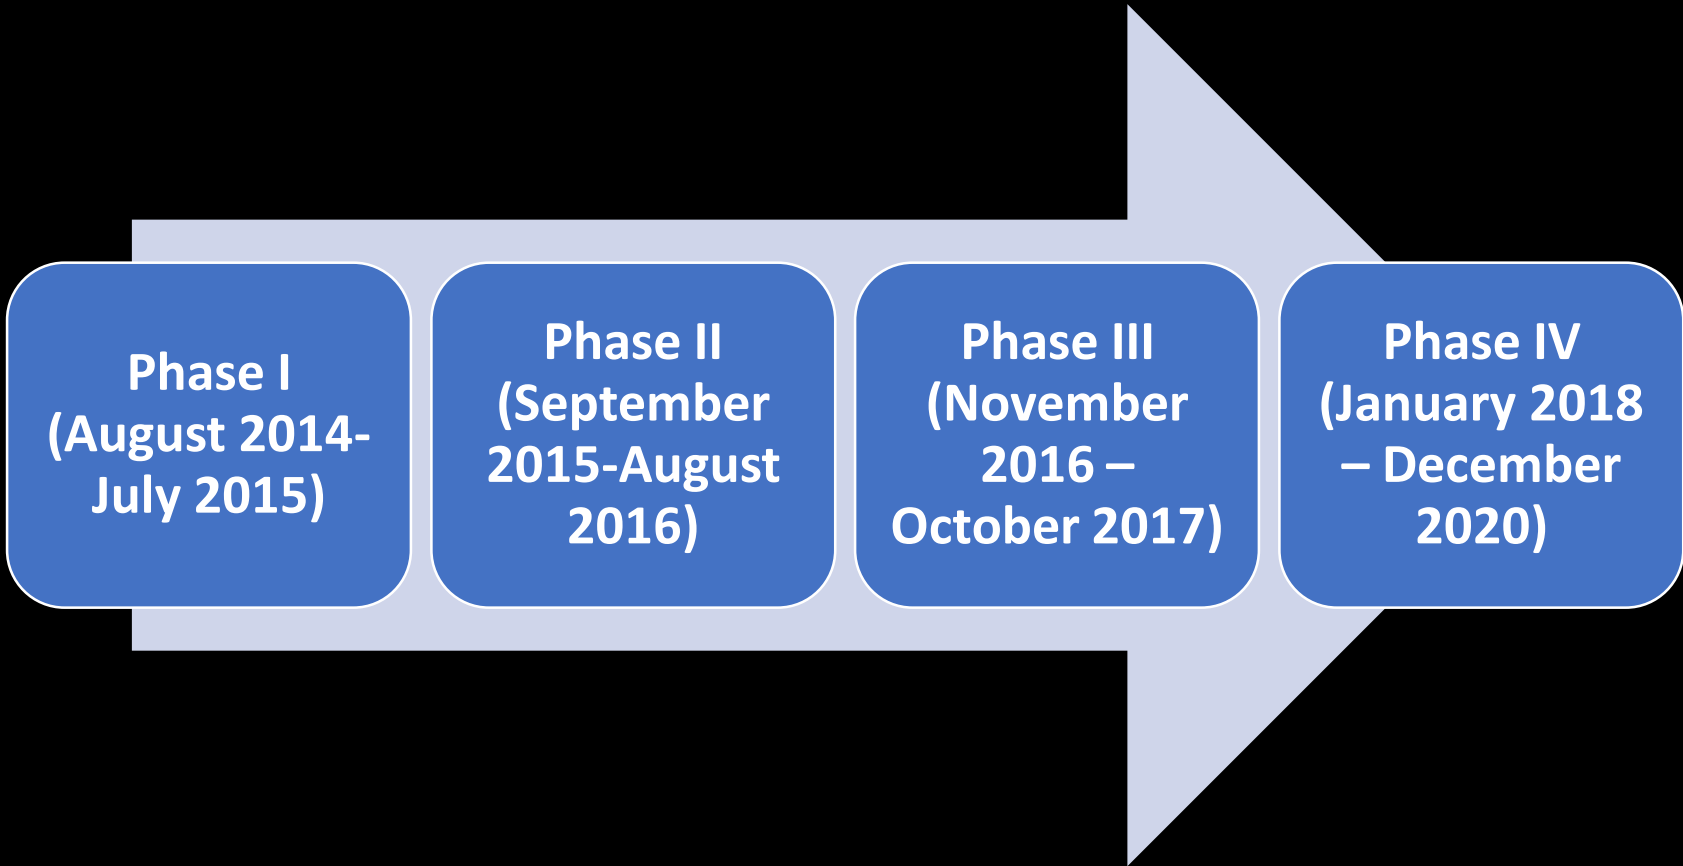 Phase I
(August 2014-
July 2015)
Phase II
(September
2015-August
2016)
Phase III
(November
2016 –
October 2017)
Phase IV
(January 2018
– December
2020)